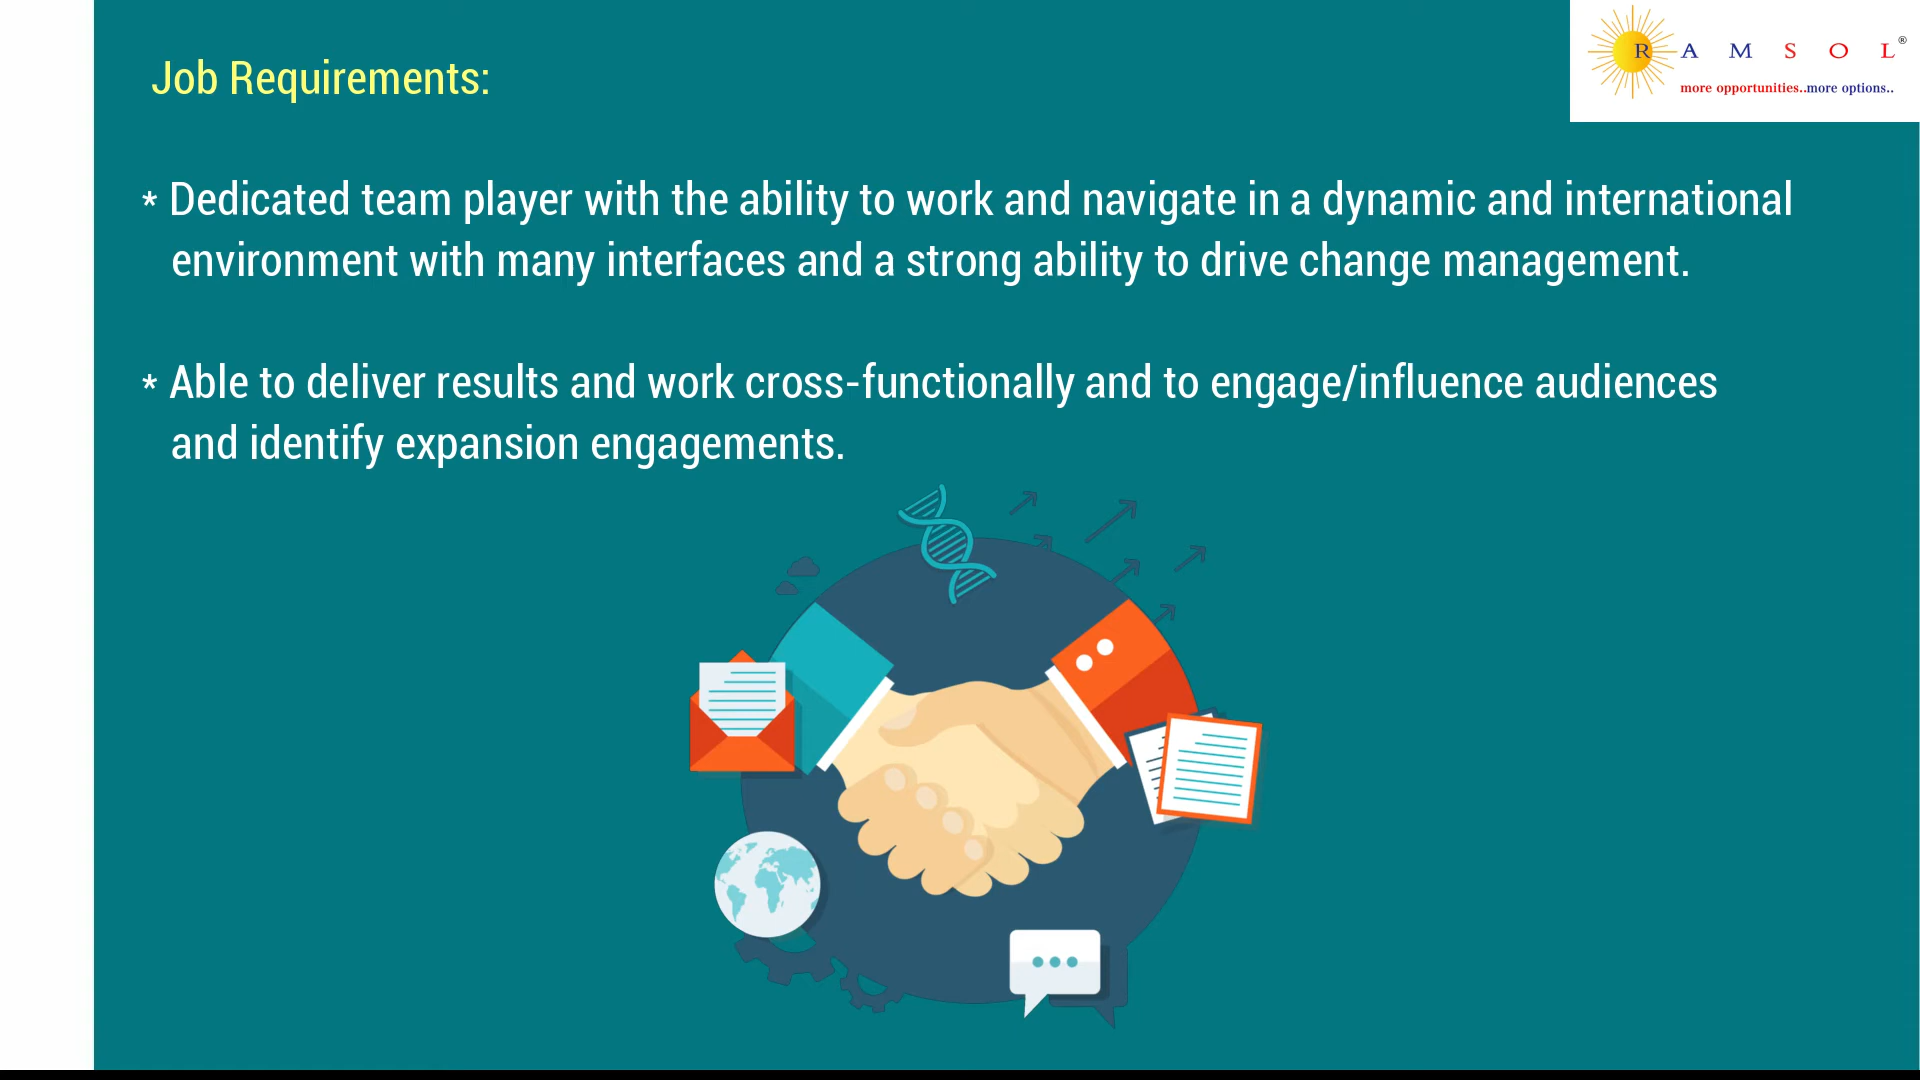 Job Requirements:
R A M S O L®
more opportunities..more options..
* Dedicated team player with the ability to work and navigate in a dynamic and international
environment with many interfaces and a strong ability to drive change management.
* Able to deliver results and work cross-functionally and to engage/influence audiences
and identify expansion engagements.